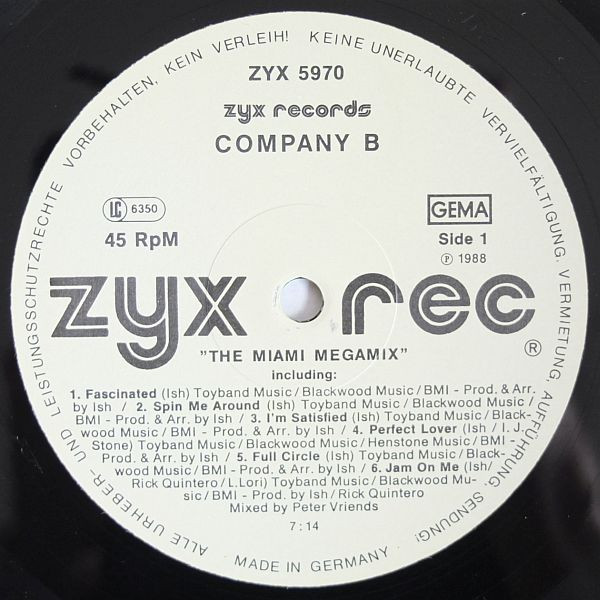 ALLE URHEBER- UND LEISTUNGSSCHUTZRECHTE VORBEHALTEN, KEIN VERLEIH! KEINE UNERLAUBTE VERVIELFÄLTIGUNG, VERMIETUNG, AUFFÜHRUNG, SENDUNG!
ZYX 5970
zyx records
COMPANY B
LC 6350
GEMA
45 RpM
Side 1
℗ 1988
zyx rec ®
"THE MIAMI MEGAMIX"
including:
1. Fascinated (Ish) Toyband Music/Blackwood Music/BMI - Prod. & Arr.
by Ish / 2. Spin Me Around (Ish) Toyband Music/Blackwood Music/
BMI - Prod. & Arr. by Ish / 3. I'm Satisfied (Ish) Toyband Music/Black-
wood Music/BMI - Prod. & Arr. by Ish / 4. Perfect Lover (Ish / I. J.
Stone) Toyband Music/Blackwood Music/Henstone Music/BMI -
Prod. & Arr. by Ish / 5. Full Circle (Ish) Toyband Music/Black-
wood Music/BMI - Prod. & Arr. by Ish / 6. Jam On Me (Ish/
Rick Quintero/L.Lori) Toyband Music/Blackwood Mu-
sic/BMI - Prod. by Ish/Rick Quintero
Mixed by Peter Vriends
7:14
MADE IN GERMANY